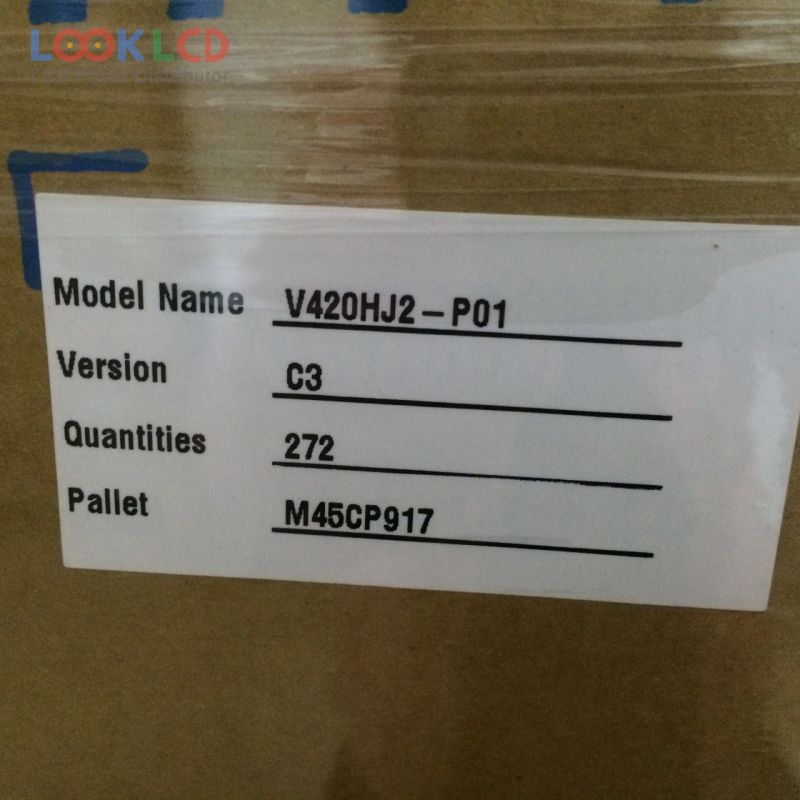 LOOKLCD
Model Name V420HJ2-P01
Version C3
Quantities 272
Pallet M45CP917